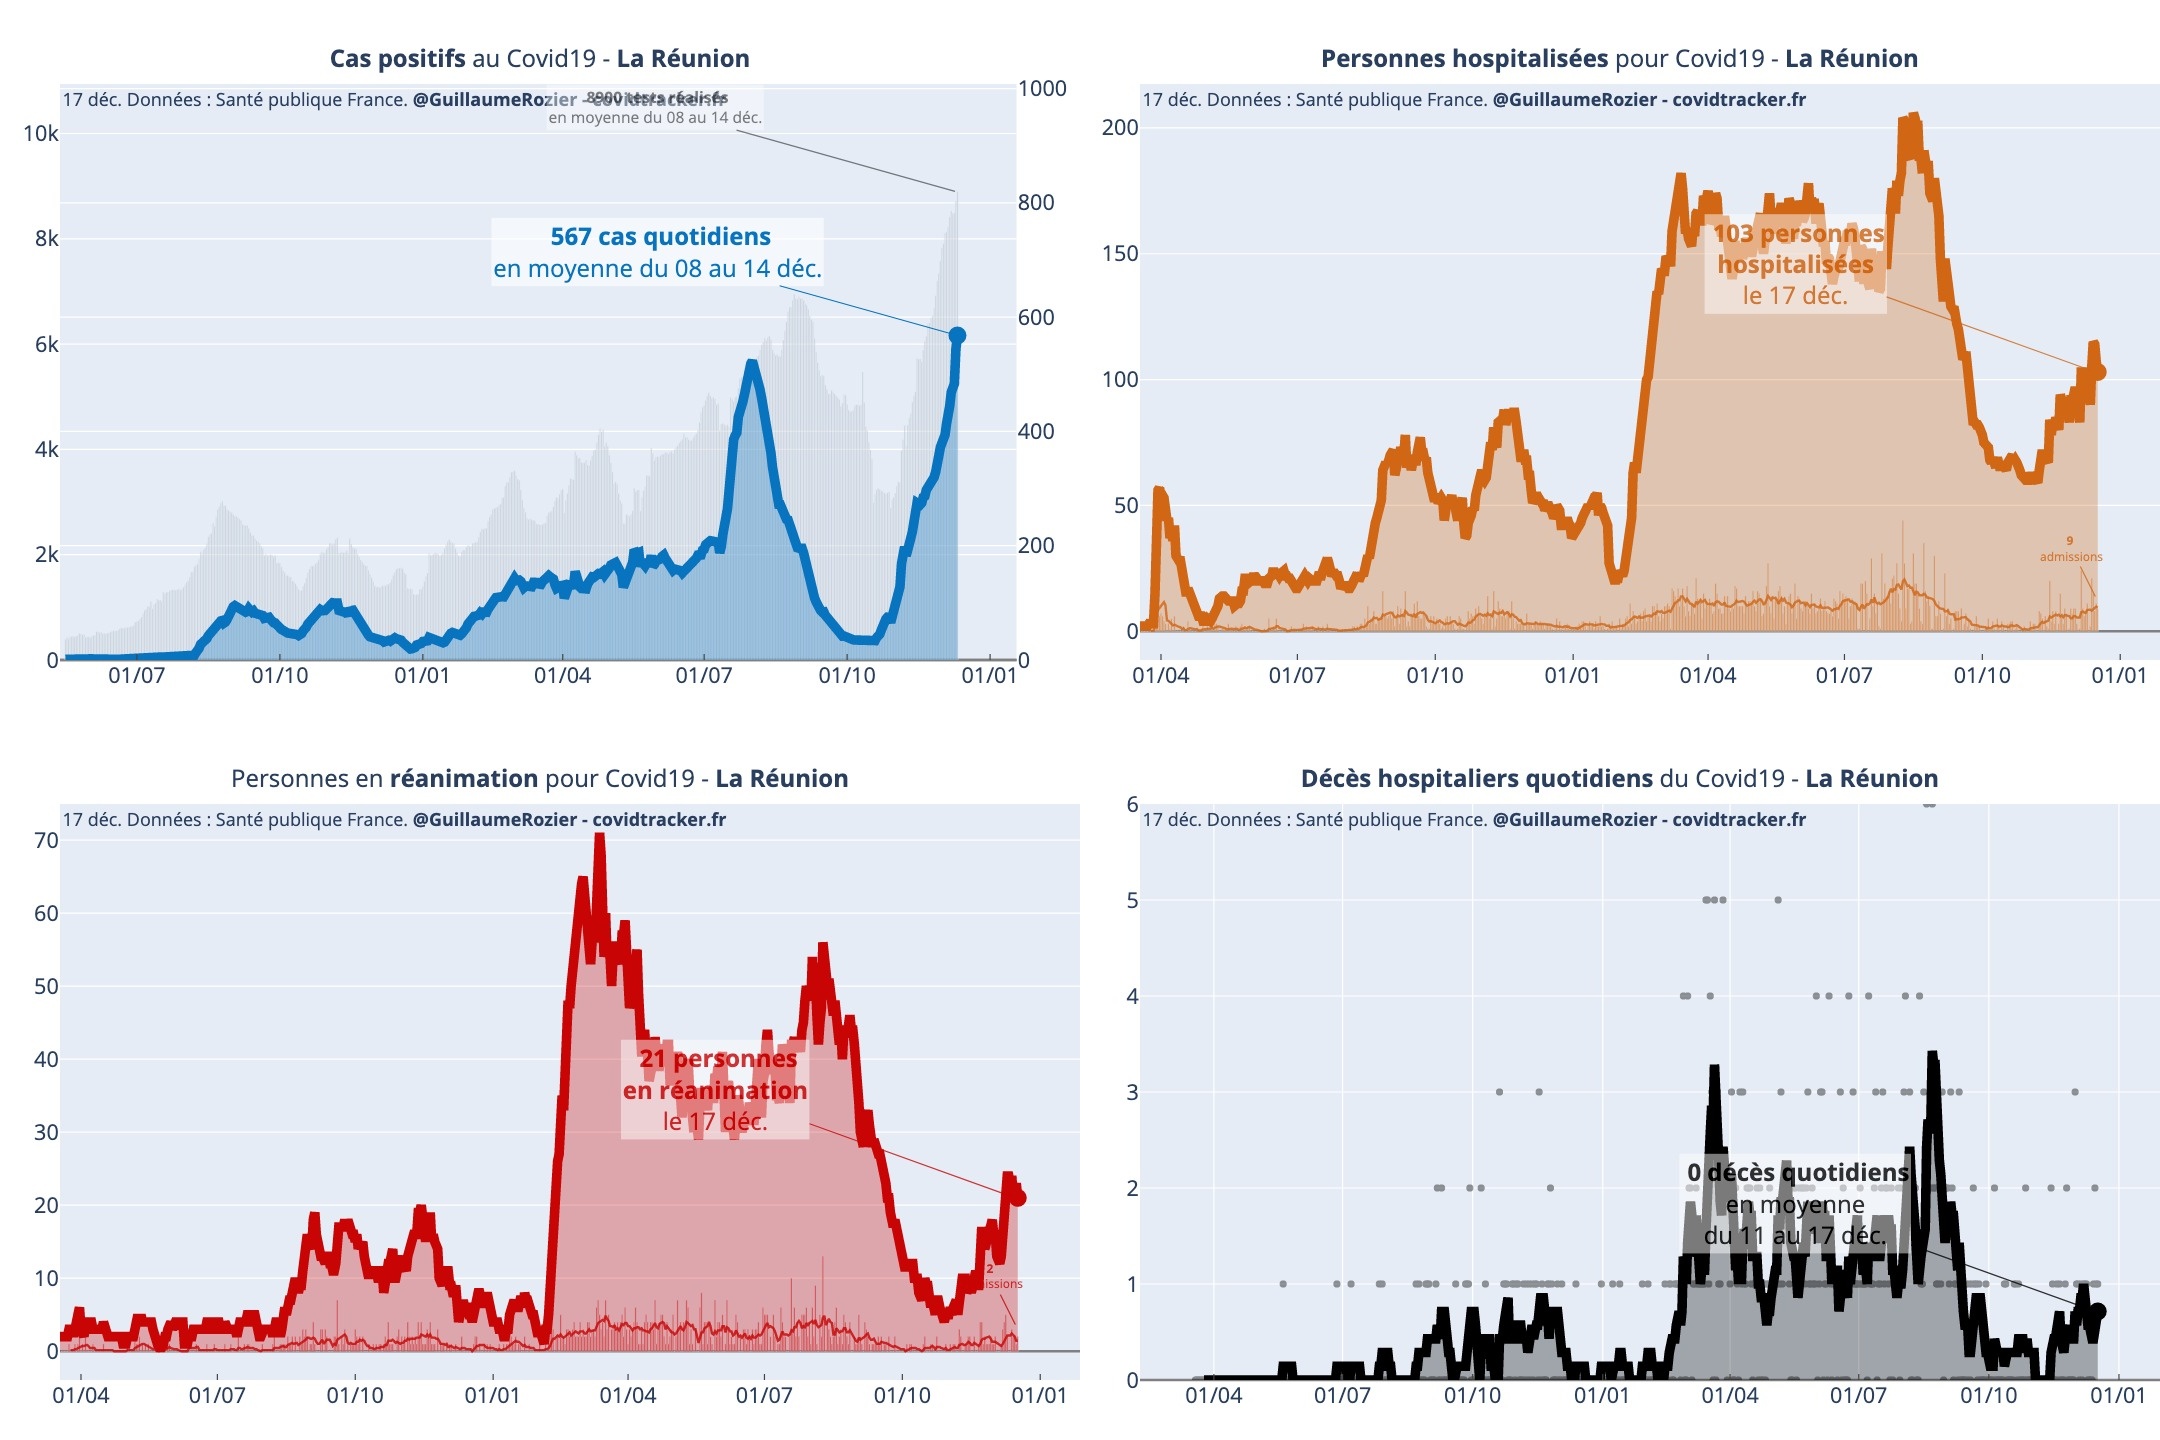 Cas positifs au Covid19 - La Réunion
17 déc. Données : Santé publique France. @GuillaumeRozier - covidtracker.fr
8900 tests réalisés
en moyenne du 08 au 14 déc.
567 cas quotidiens
en moyenne du 08 au 14 déc.
10k
8k
6k
4k
2k
0
1000
800
600
400
200
0
01/07 01/10 01/01 01/04 01/07 01/10 01/01
Personnes hospitalisées pour Covid19 - La Réunion
17 déc. Données : Santé publique France. @GuillaumeRozier - covidtracker.fr
200
150
100
50
0
103 personnes
hospitalisées
le 17 déc.
9
admissions
01/04 01/07 01/10 01/01 01/04 01/07 01/10 01/01
Personnes en réanimation pour Covid19 - La Réunion
17 déc. Données : Santé publique France. @GuillaumeRozier - covidtracker.fr
70
60
50
40
30
20
10
0
21 personnes
en réanimation
le 17 déc.
2
01/04 01/07 01/10 01/01 01/04 01/07 01/10 01/01
Décès hospitaliers quotidiens du Covid19 - La Réunion
17 déc. Données : Santé publique France. @GuillaumeRozier - covidtracker.fr
6
5
4
3
2
1
0
0 décès quotidiens
en moyenne
du 11 au 17 déc.
01/04 01/07 01/10 01/01 01/04 01/07 01/10 01/01